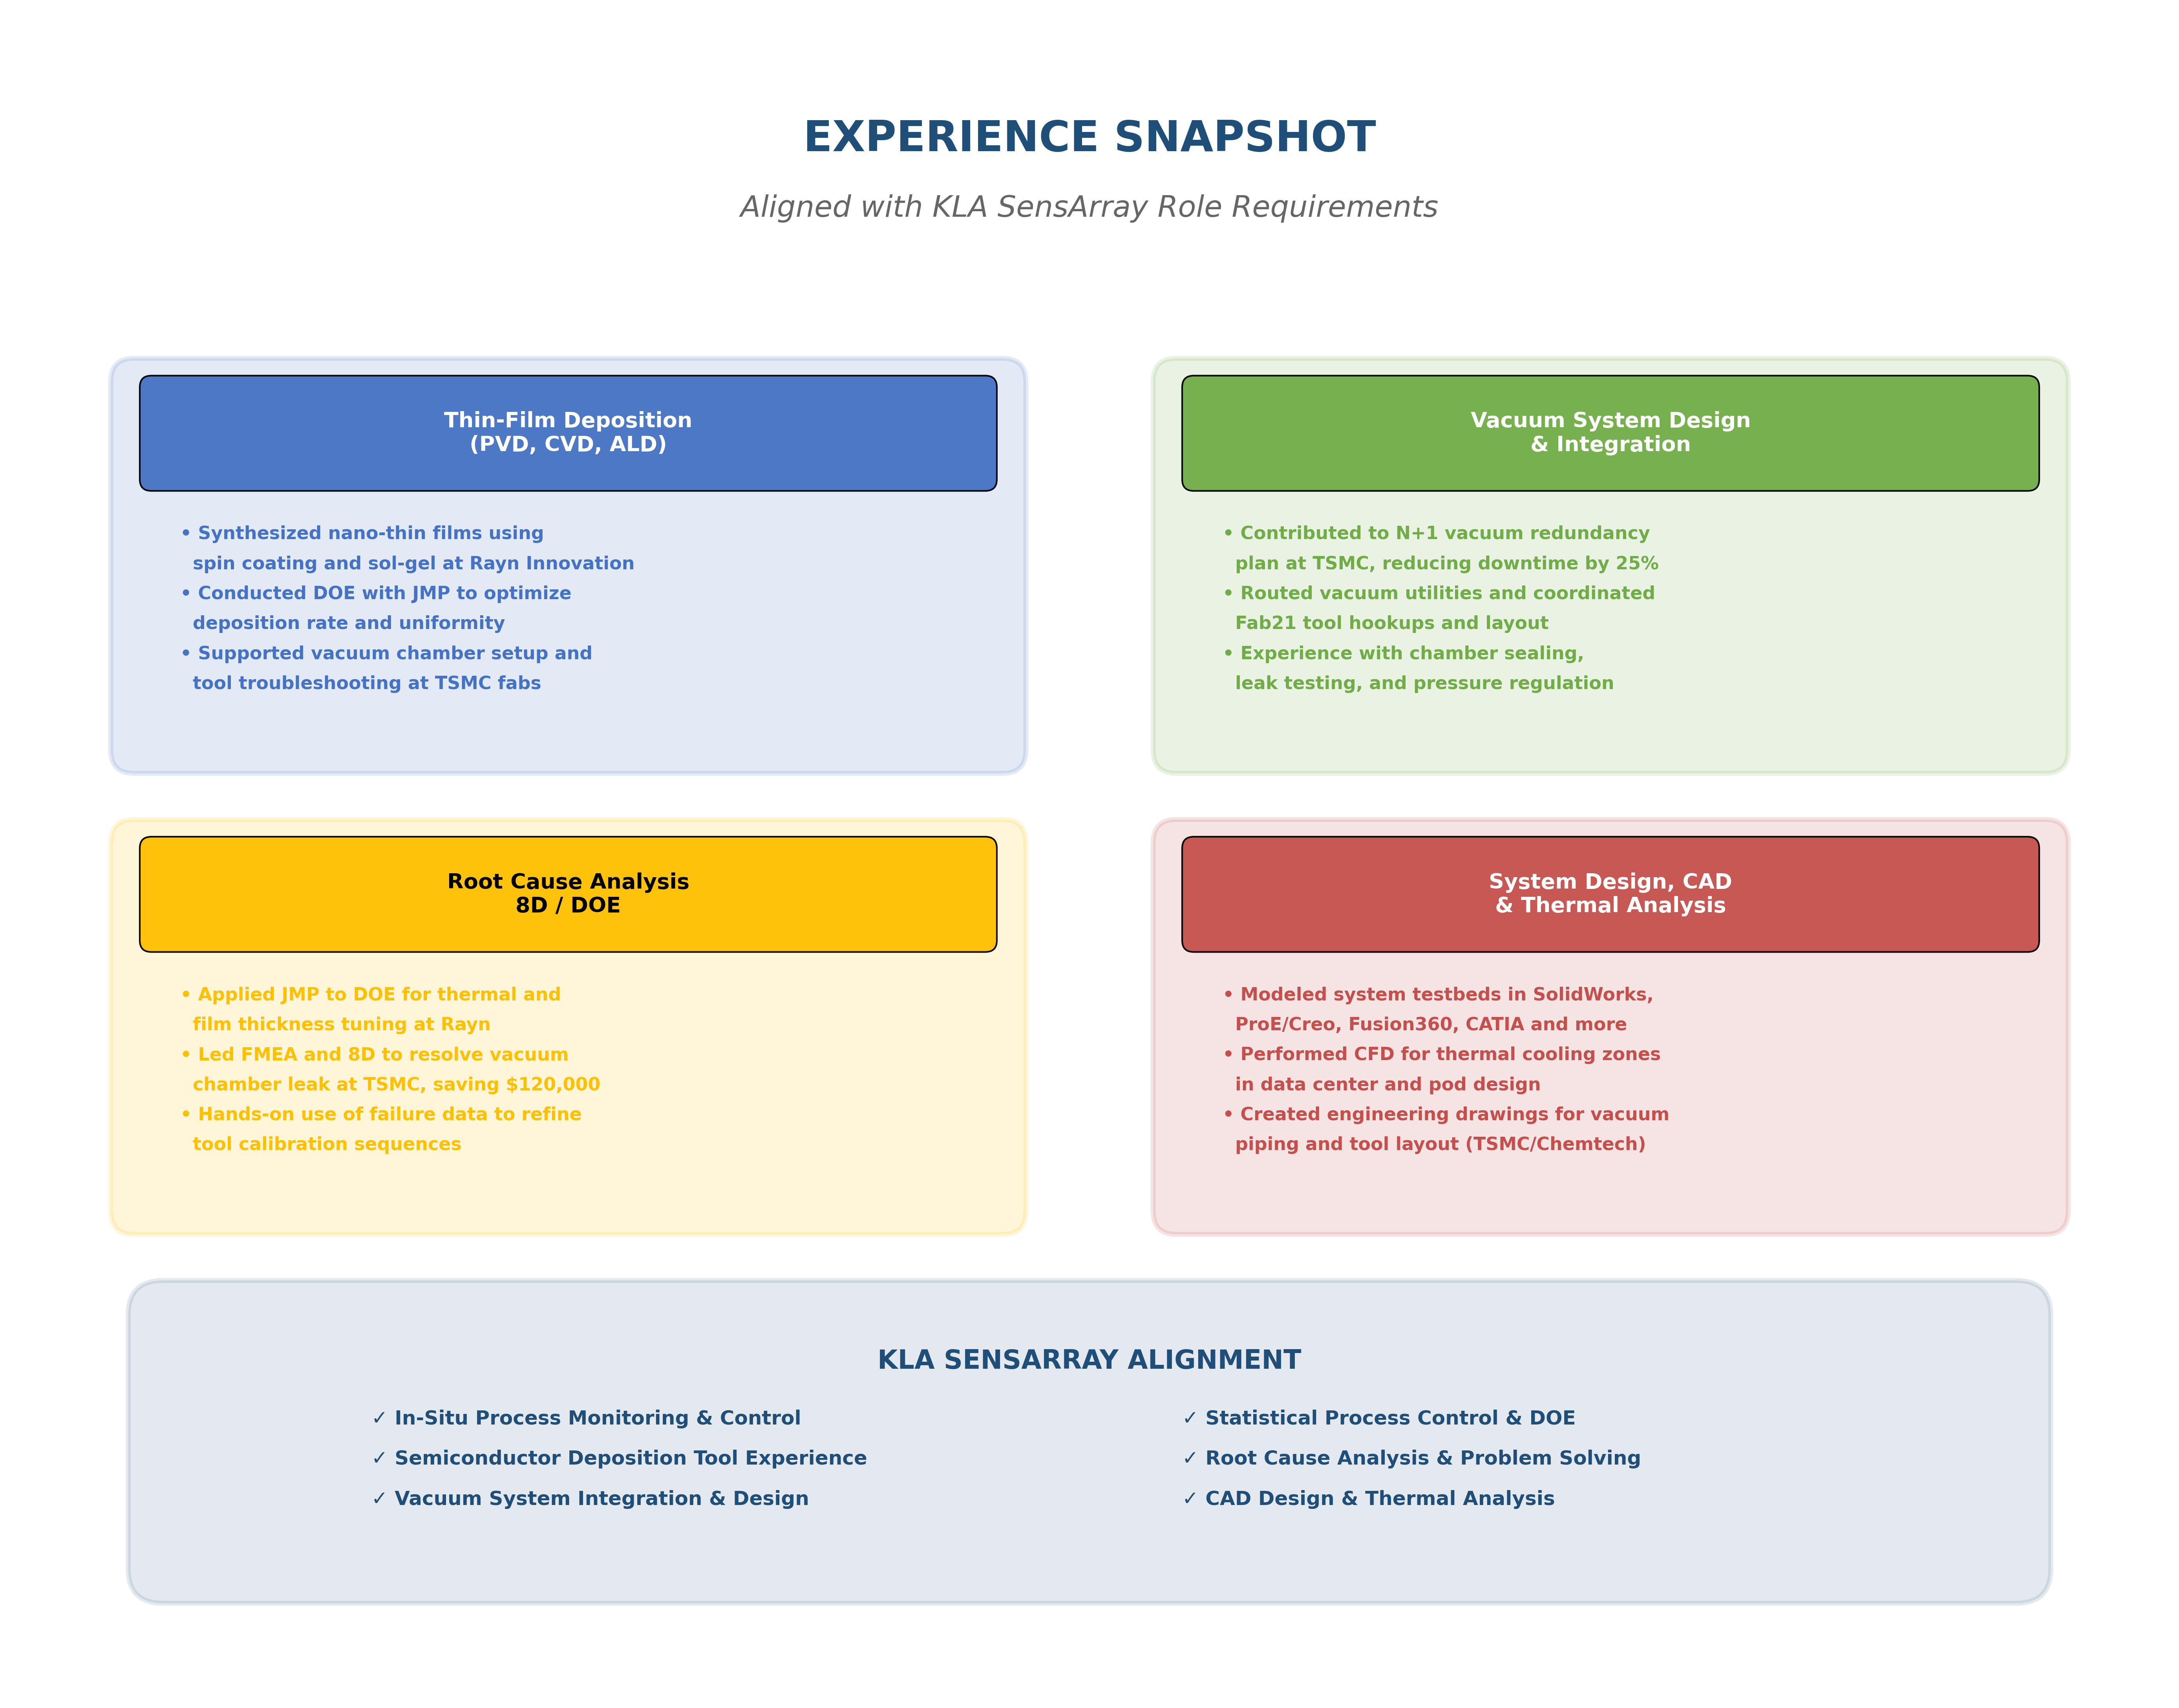 EXPERIENCE SNAPSHOT
Aligned with KLA SensArray Role Requirements
Thin-Film Deposition
(PVD, CVD, ALD)
• Synthesized nano-thin films using
spin coating and sol-gel at Rayn Innovation
• Conducted DOE with JMP to optimize
deposition rate and uniformity
• Supported vacuum chamber setup and
tool troubleshooting at TSMC fabs
Vacuum System Design
& Integration
• Contributed to N+1 vacuum redundancy
plan at TSMC, reducing downtime by 25%
• Routed vacuum utilities and coordinated
Fab21 tool hookups and layout
• Experience with chamber sealing,
leak testing, and pressure regulation
Root Cause Analysis
8D / DOE
• Applied JMP to DOE for thermal and
film thickness tuning at Rayn
• Led FMEA and 8D to resolve vacuum
chamber leak at TSMC, saving $120,000
• Hands-on use of failure data to refine
tool calibration sequences
System Design, CAD
& Thermal Analysis
• Modeled system testbeds in SolidWorks,
ProE/Creo, Fusion360, CATIA and more
• Performed CFD for thermal cooling zones
in data center and pod design
• Created engineering drawings for vacuum
piping and tool layout (TSMC/Chemtech)
KLA SENSARRAY ALIGNMENT
✓ In-Situ Process Monitoring & Control
✓ Semiconductor Deposition Tool Experience
✓ Vacuum System Integration & Design
✓ Statistical Process Control & DOE
✓ Root Cause Analysis & Problem Solving
✓ CAD Design & Thermal Analysis